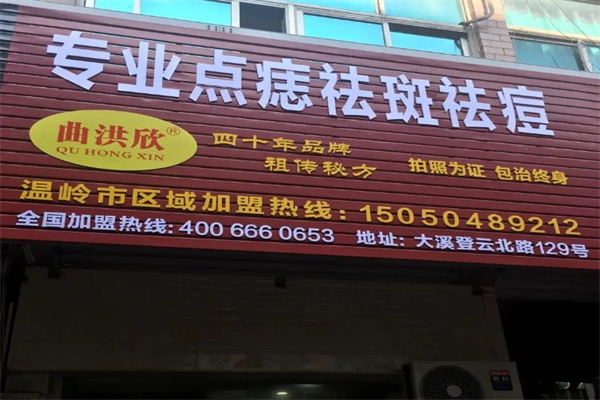 专业点痣祛斑祛痘
曲洪欣®
QU HONG XIN
四十年品牌
祖传秘方 拍照为证 包治终身
温岭市区域加盟热线：15050489212
全国加盟热线:400 666 0653 地址：大溪登云北路129号